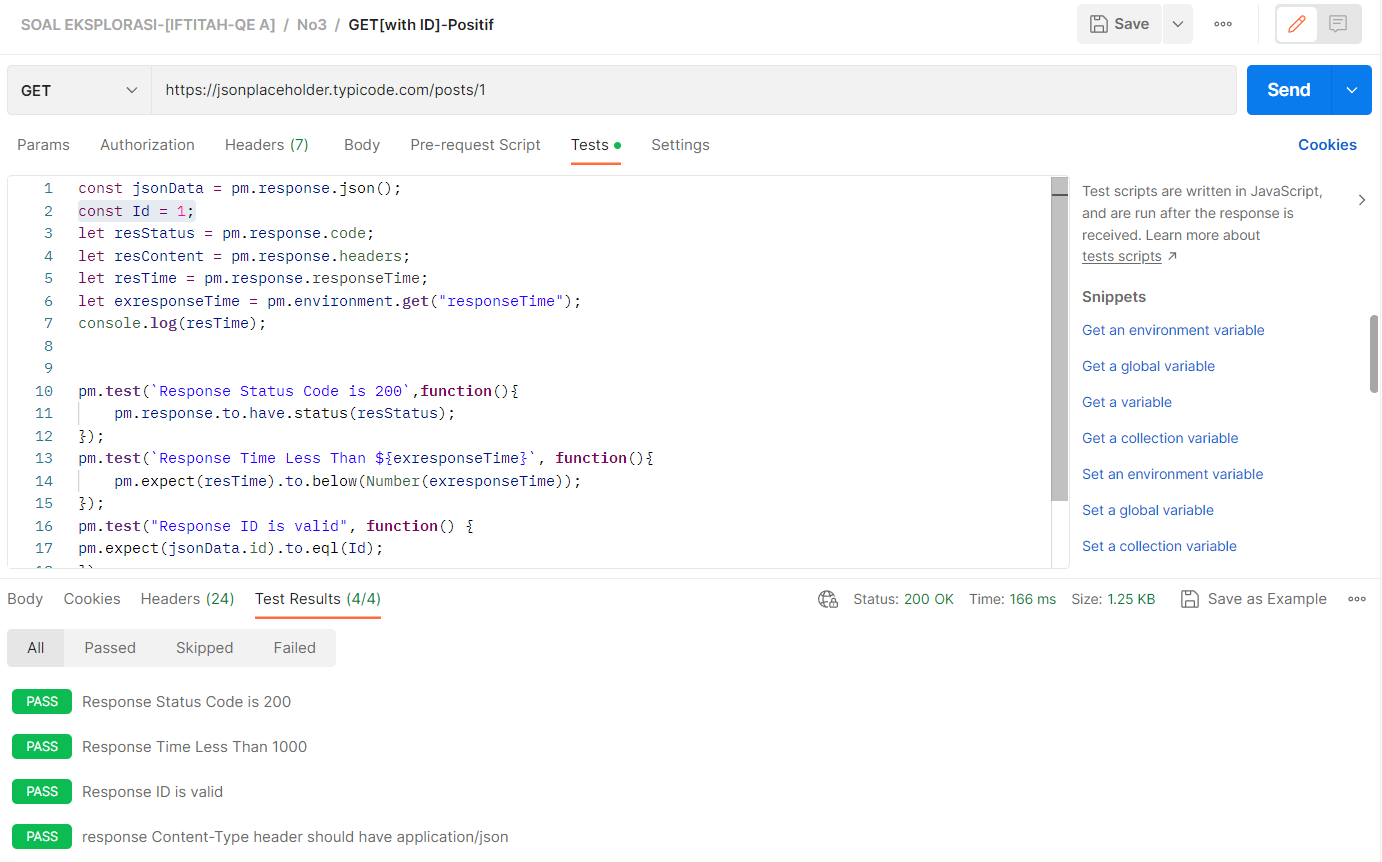 SOAL EKSPLORASI-[IFTITAH-QE A] / No3 / GET[with ID]-Positif
Save
GET
https://jsonplaceholder.typicode.com/posts/1
Send
Params Authorization Headers (7) Body Pre-request Script Tests Settings
Cookies
1 const jsonData = pm.response.json();
2 const Id = 1;
3 let resStatus = pm.response.code;
4 let resContent = pm.response.headers;
5 let resTime = pm.response.responseTime;
6 let exresponseTime = pm.environment.get("responseTime");
7 console.log(resTime);
8
9
10 pm.test(`Response Status Code is 200`,function(){
11 pm.response.to.have.status(resStatus);
12 });
13 pm.test(`Response Time Less Than ${exresponseTime}`, function(){
14 pm.expect(resTime).to.below(Number(exresponseTime));
15 });
16 pm.test("Response ID is valid", function() {
17 pm.expect(jsonData.id).to.eql(Id);
Test scripts are written in JavaScript,
and are run after the response is
received. Learn more about
tests scripts ↗
Snippets
Get an environment variable
Get a global variable
Get a variable
Get a collection variable
Set an environment variable
Set a global variable
Set a collection variable
Body Cookies Headers (24) Test Results (4/4)
Status: 200 OK Time: 166 ms Size: 1.25 KB Save as Example
All Passed Skipped Failed
PASS Response Status Code is 200
PASS Response Time Less Than 1000
PASS Response ID is valid
PASS response Content-Type header should have application/json